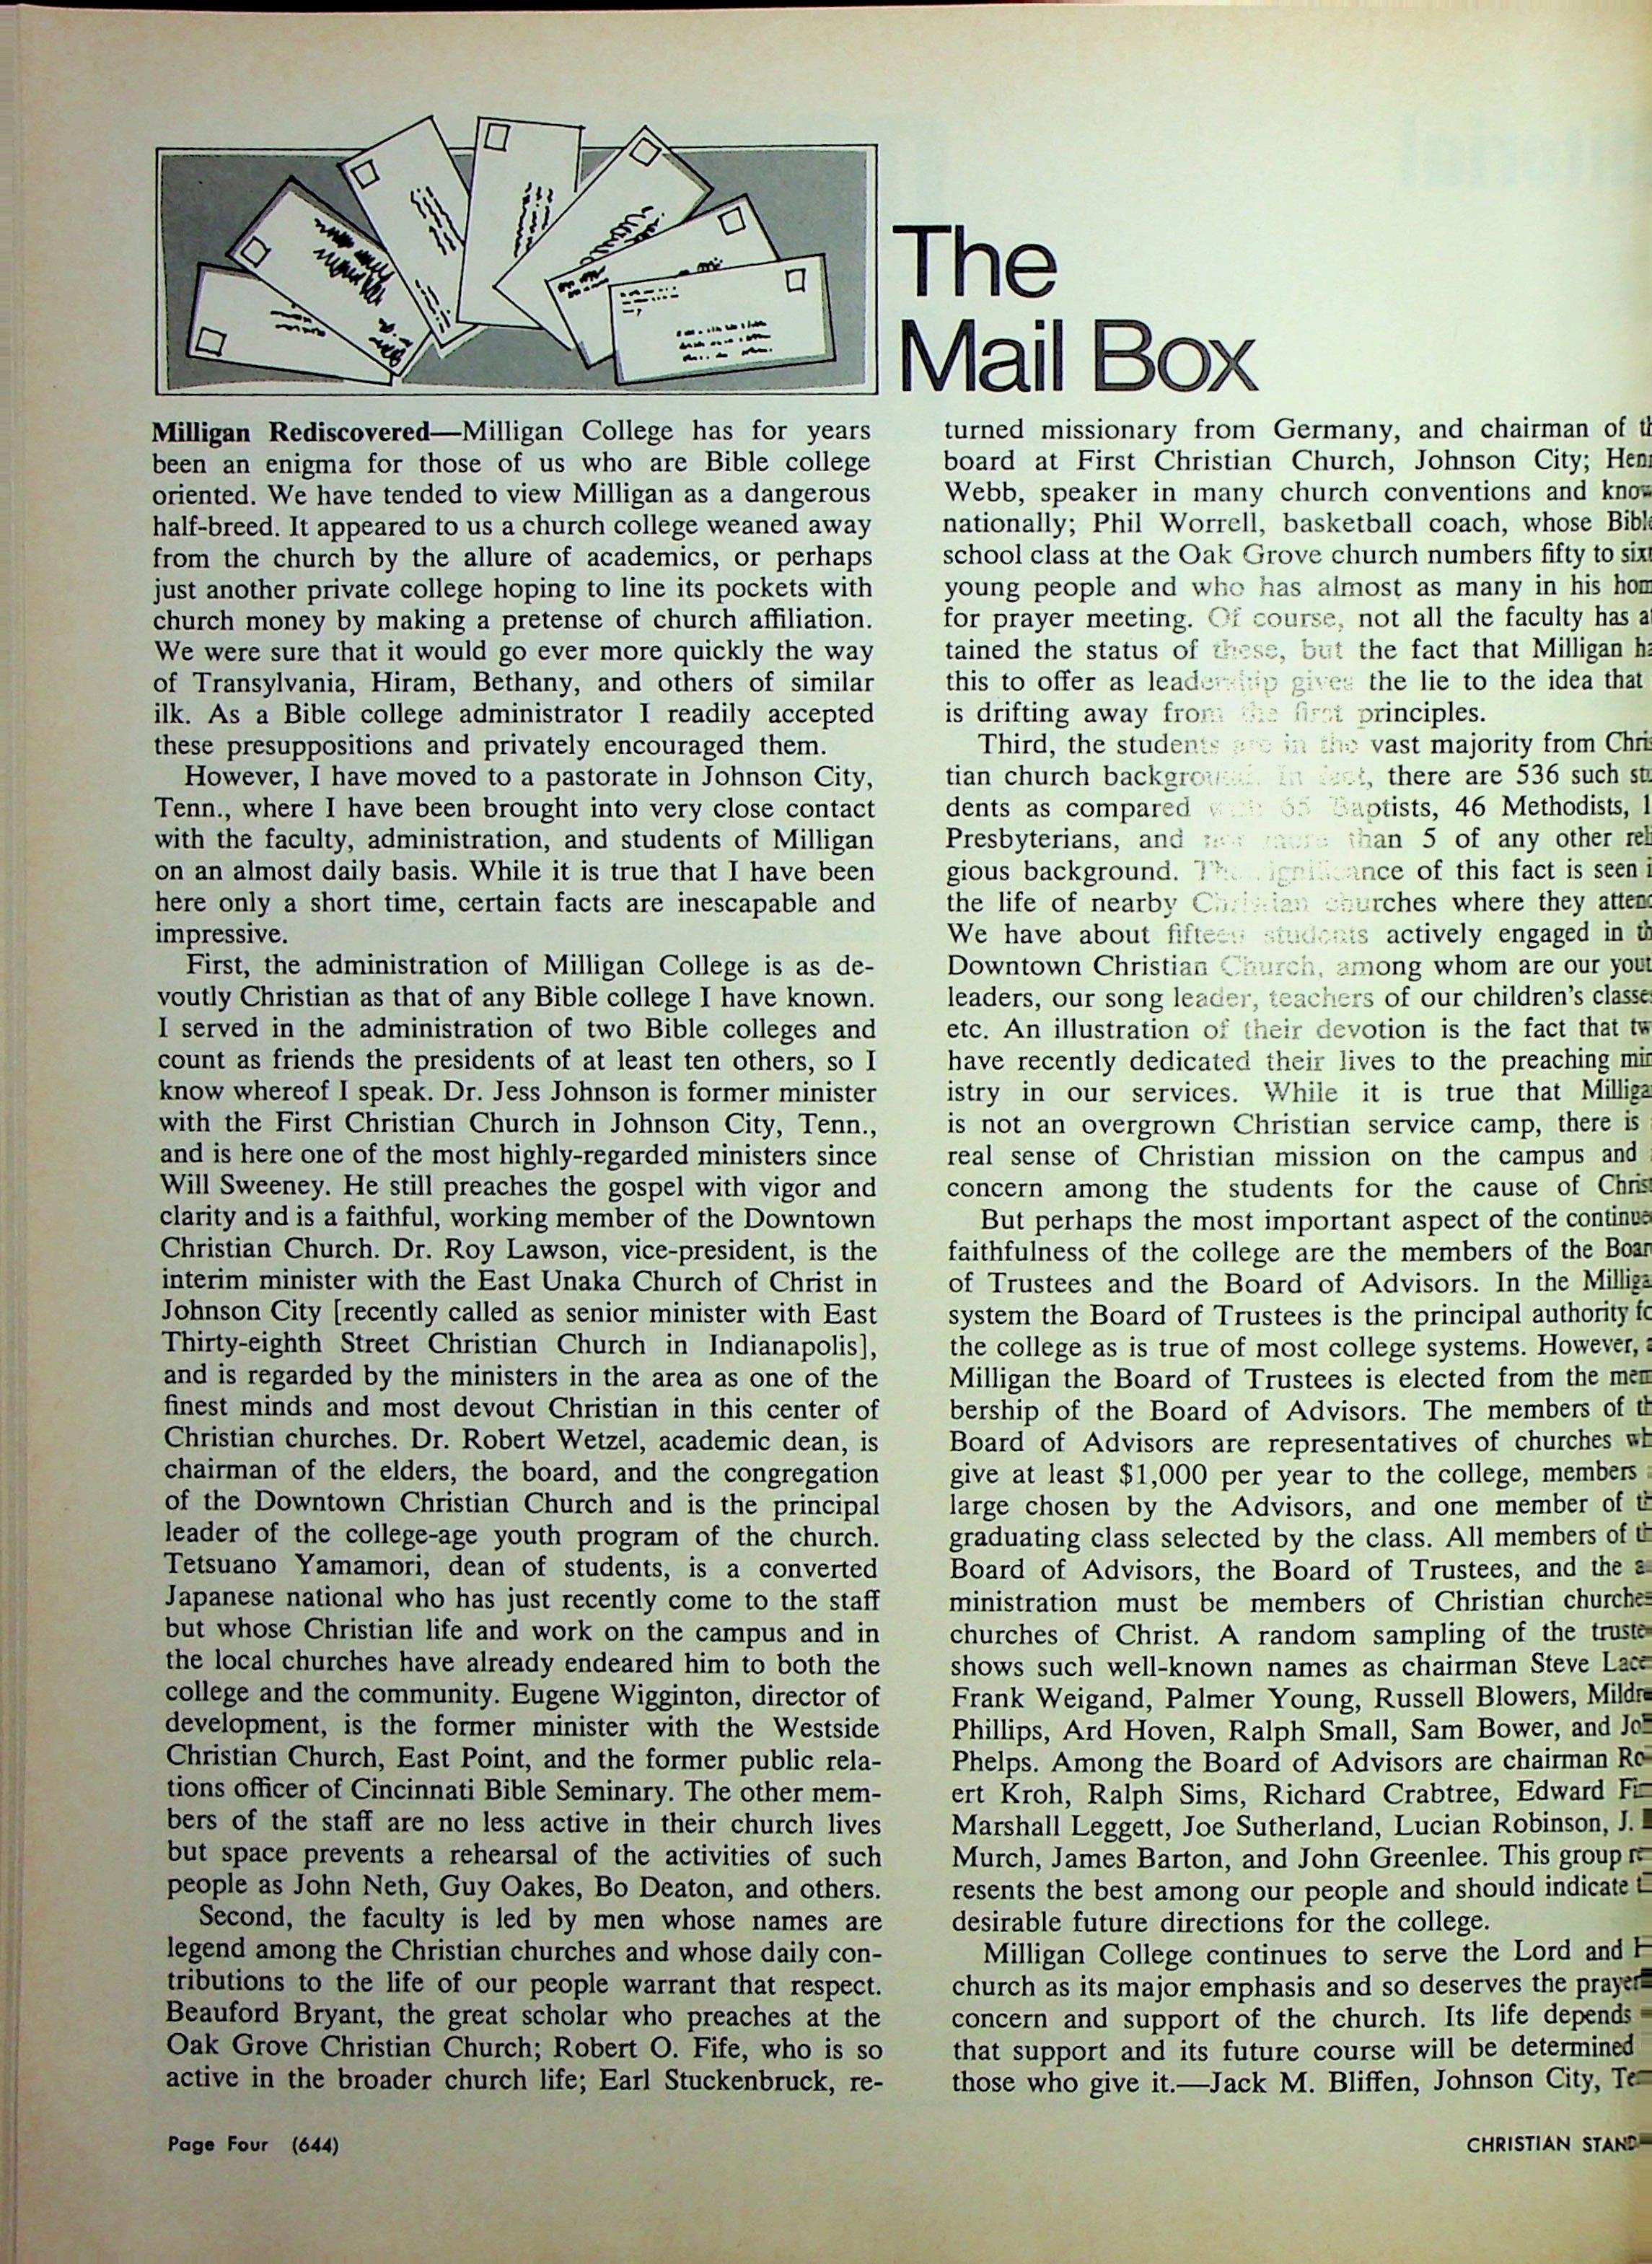 The
Mail Box
Milligan Rediscovered—Milligan College has for years
been an enigma for those of us who are Bible college
oriented. We have tended to view Milligan as a dangerous
half-breed. It appeared to us a church college weaned away
from the church by the allure of academics, or perhaps
just another private college hoping to line its pockets with
church money by making a pretense of church affiliation.
We were sure that it would go ever more quickly the way
of Transylvania, Hiram, Bethany, and others of similar
ilk. As a Bible college administrator I readily accepted
these presuppositions and privately encouraged them.
However, I have moved to a pastorate in Johnson City,
Tenn., where I have been brought into very close contact
with the faculty, administration, and students of Milligan
on an almost daily basis. While it is true that I have been
here only a short time, certain facts are inescapable and
impressive.
First, the administration of Milligan College is as de-
voutly Christian as that of any Bible college I have known.
I served in the administration of two Bible colleges and
count as friends the presidents of at least ten others, so I
know whereof I speak. Dr. Jess Johnson is former minister
with the First Christian Church in Johnson City, Tenn.,
and is here one of the most highly-regarded ministers since
Will Sweeney. He still preaches the gospel with vigor and
clarity and is a faithful, working member of the Downtown
Christian Church. Dr. Roy Lawson, vice-president, is the
interim minister with the East Unaka Church of Christ in
Johnson City [recently called as senior minister with East
Thirty-eighth Street Christian Church in Indianapolis],
and is regarded by the ministers in the area as one of the
finest minds and most devout Christian in this center of
Christian churches. Dr. Robert Wetzel, academic dean, is
chairman of the elders, the board, and the congregation
of the Downtown Christian Church and is the principal
leader of the college-age youth program of the church.
Tetsuano Yamamori, dean of students, is a converted
Japanese national who has just recently come to the staff
but whose Christian life and work on the campus and in
the local churches have already endeared him to both the
college and the community. Eugene Wigginton, director of
development, is the former minister with the Westside
Christian Church, East Point, and the former public rela-
tions officer of Cincinnati Bible Seminary. The other mem-
bers of the staff are no less active in their church lives
but space prevents a rehearsal of the activities of such
people as John Neth, Guy Oakes, Bo Deaton, and others.
Second, the faculty is led by men whose names are
legend among the Christian churches and whose daily con-
tributions to the life of our people warrant that respect.
Beauford Bryant, the great scholar who preaches at the
Oak Grove Christian Church; Robert O. Fife, who is so
active in the broader church life; Earl Stuckenbruck, re-
turned missionary from Germany, and chairman of
board at First Christian Church, Johnson City;
Webb, speaker in many church conventions and
nationally; Phil Worrell, basketball coach, whose
school class at the Oak Grove church numbers fifty to
young people and who has almost as many in his
for prayer meeting. Of course, not all the faculty has
tained the status of these, but the fact that Milligan
this to offer as leadership gives the lie to the idea that
is drifting away from the first principles.
Third, the students are in the vast majority from
tian church background. In fact, there are 536 such
dents as compared with 65 Baptists, 46 Methodists,
Presbyterians, and not more than 5 of any other
gious background. The significance of this fact is seen
the life of nearby Christian churches where they
We have about fifteen students actively engaged in
Downtown Christian Church, among whom are our
leaders, our song leader, teachers of our children's
etc. An illustration of their devotion is the fact that
have recently dedicated their lives to the preaching
istry in our services. While it is true that
is not an overgrown Christian service camp, there is
real sense of Christian mission on the campus and
concern among the students for the cause of
But perhaps the most important aspect of the
faithfulness of the college are the members of the
of Trustees and the Board of Advisors. In the
system the Board of Trustees is the principal authority
the college as is true of most college systems. However,
Milligan the Board of Trustees is elected from the
bership of the Board of Advisors. The members of
Board of Advisors are representatives of churches
give at least $1,000 per year to the college, members
large chosen by the Advisors, and one member of
graduating class selected by the class. All members of
Board of Advisors, the Board of Trustees, and the
ministration must be members of Christian
churches of Christ. A random sampling of the
shows such well-known names as chairman Steve
Frank Weigand, Palmer Young, Russell Blowers,
Phillips, Ard Hoven, Ralph Small, Sam Bower, and
Phelps. Among the Board of Advisors are chairman
ert Kroh, Ralph Sims, Richard Crabtree, Edward
Marshall Leggett, Joe Sutherland, Lucian Robinson, J.
Murch, James Barton, and John Greenlee. This group
resents the best among our people and should indicate
desirable future directions for the college.
Milligan College continues to serve the Lord and
church as its major emphasis and so deserves the
concern and support of the church. Its life depends
that support and its future course will be determined
those who give it.—Jack M. Bliffen, Johnson City,
Page Four (644)
CHRISTIAN